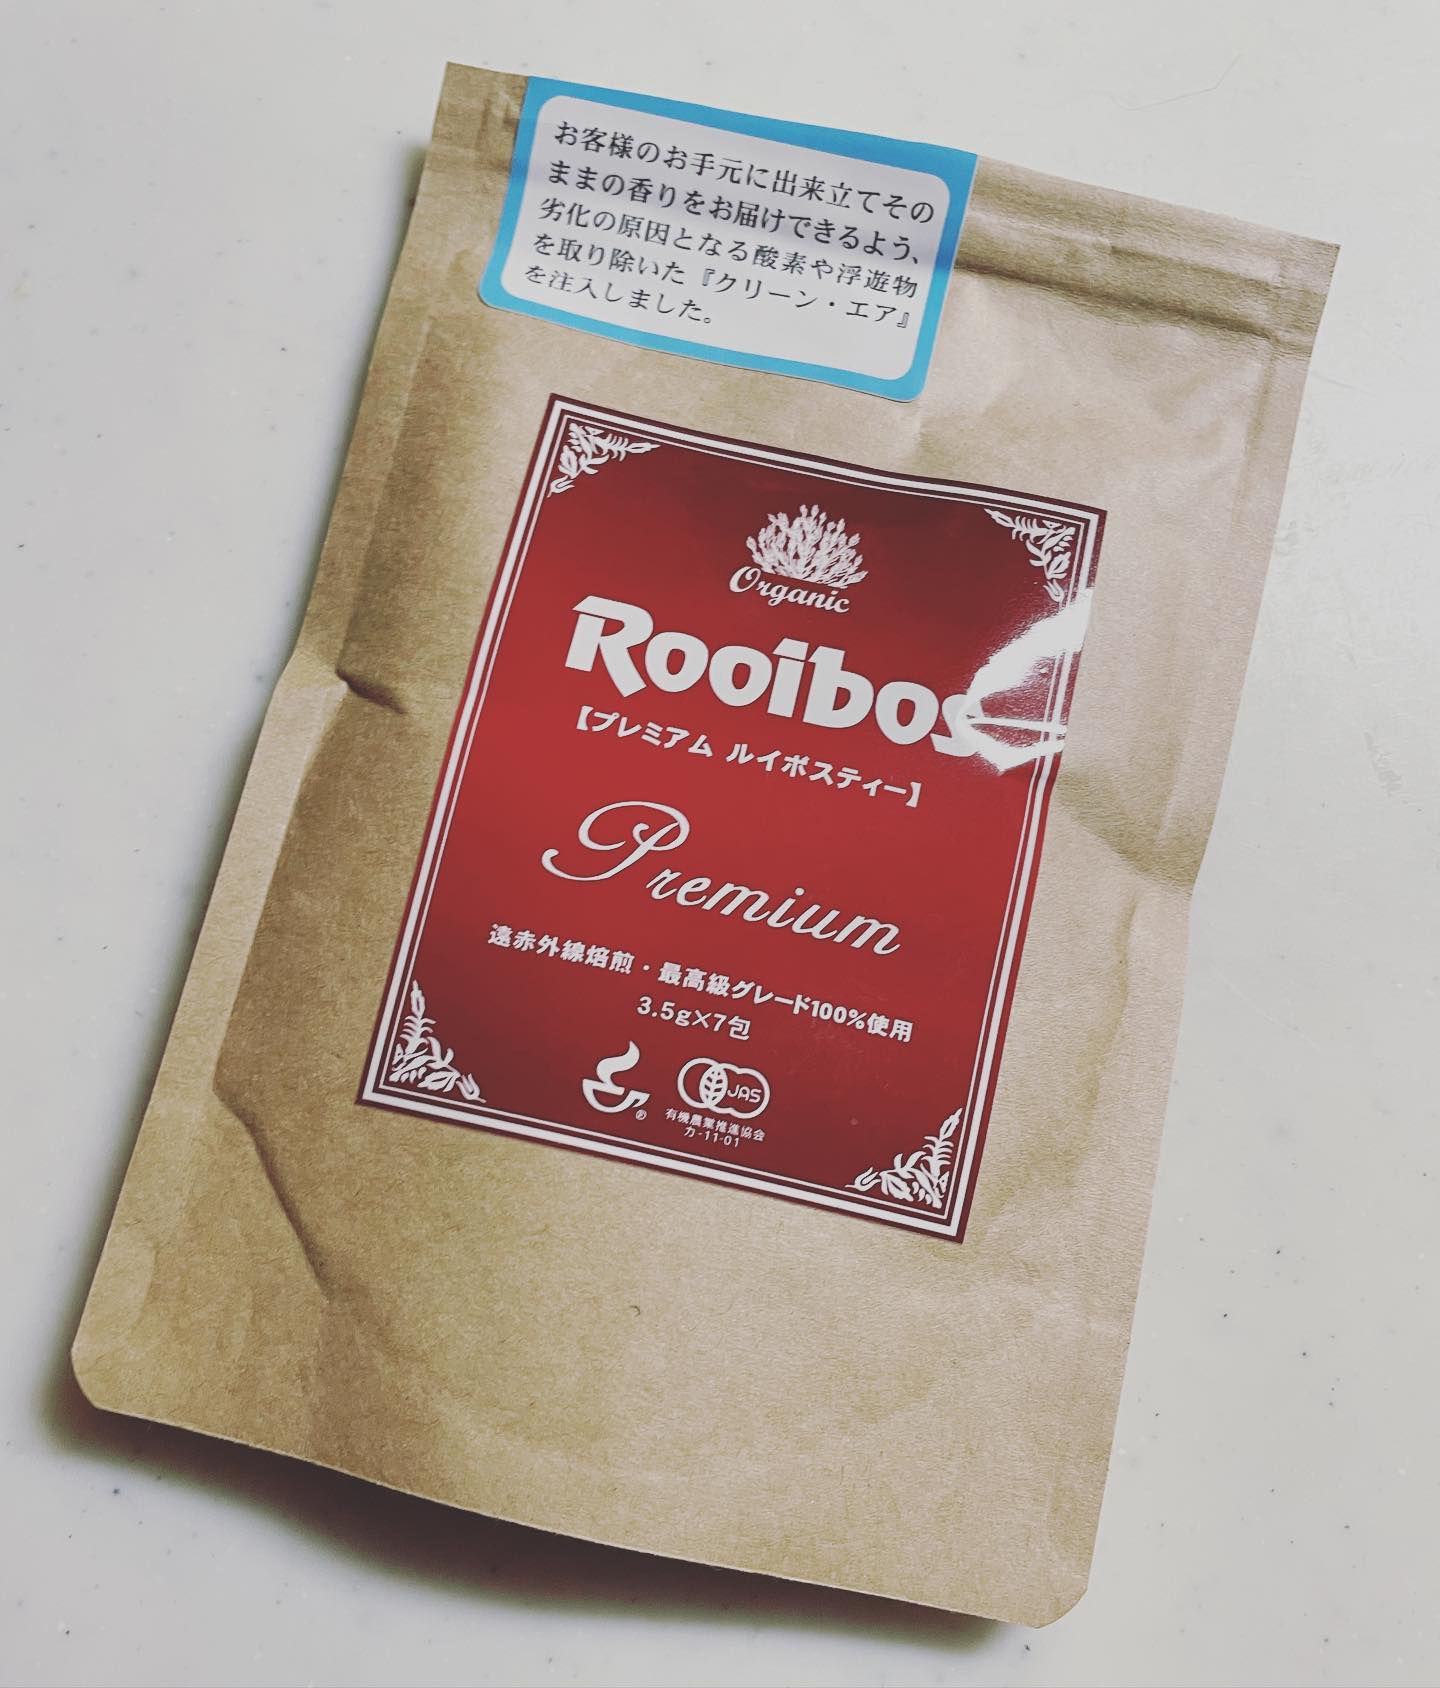 お客様のお手元に出来立てその
ままの香りをお届けできるよう、
劣化の原因となる酸素や浮遊物
を取り除いた『クリーン・エア』
を注入しました。
Organic
Rooibos
【プレミアム ルイボスティー】
Premium
遠赤外線焙煎・最高級グレード100%使用
3.5g×7包
®
JAS
有機農業推進協会
カ-11-01